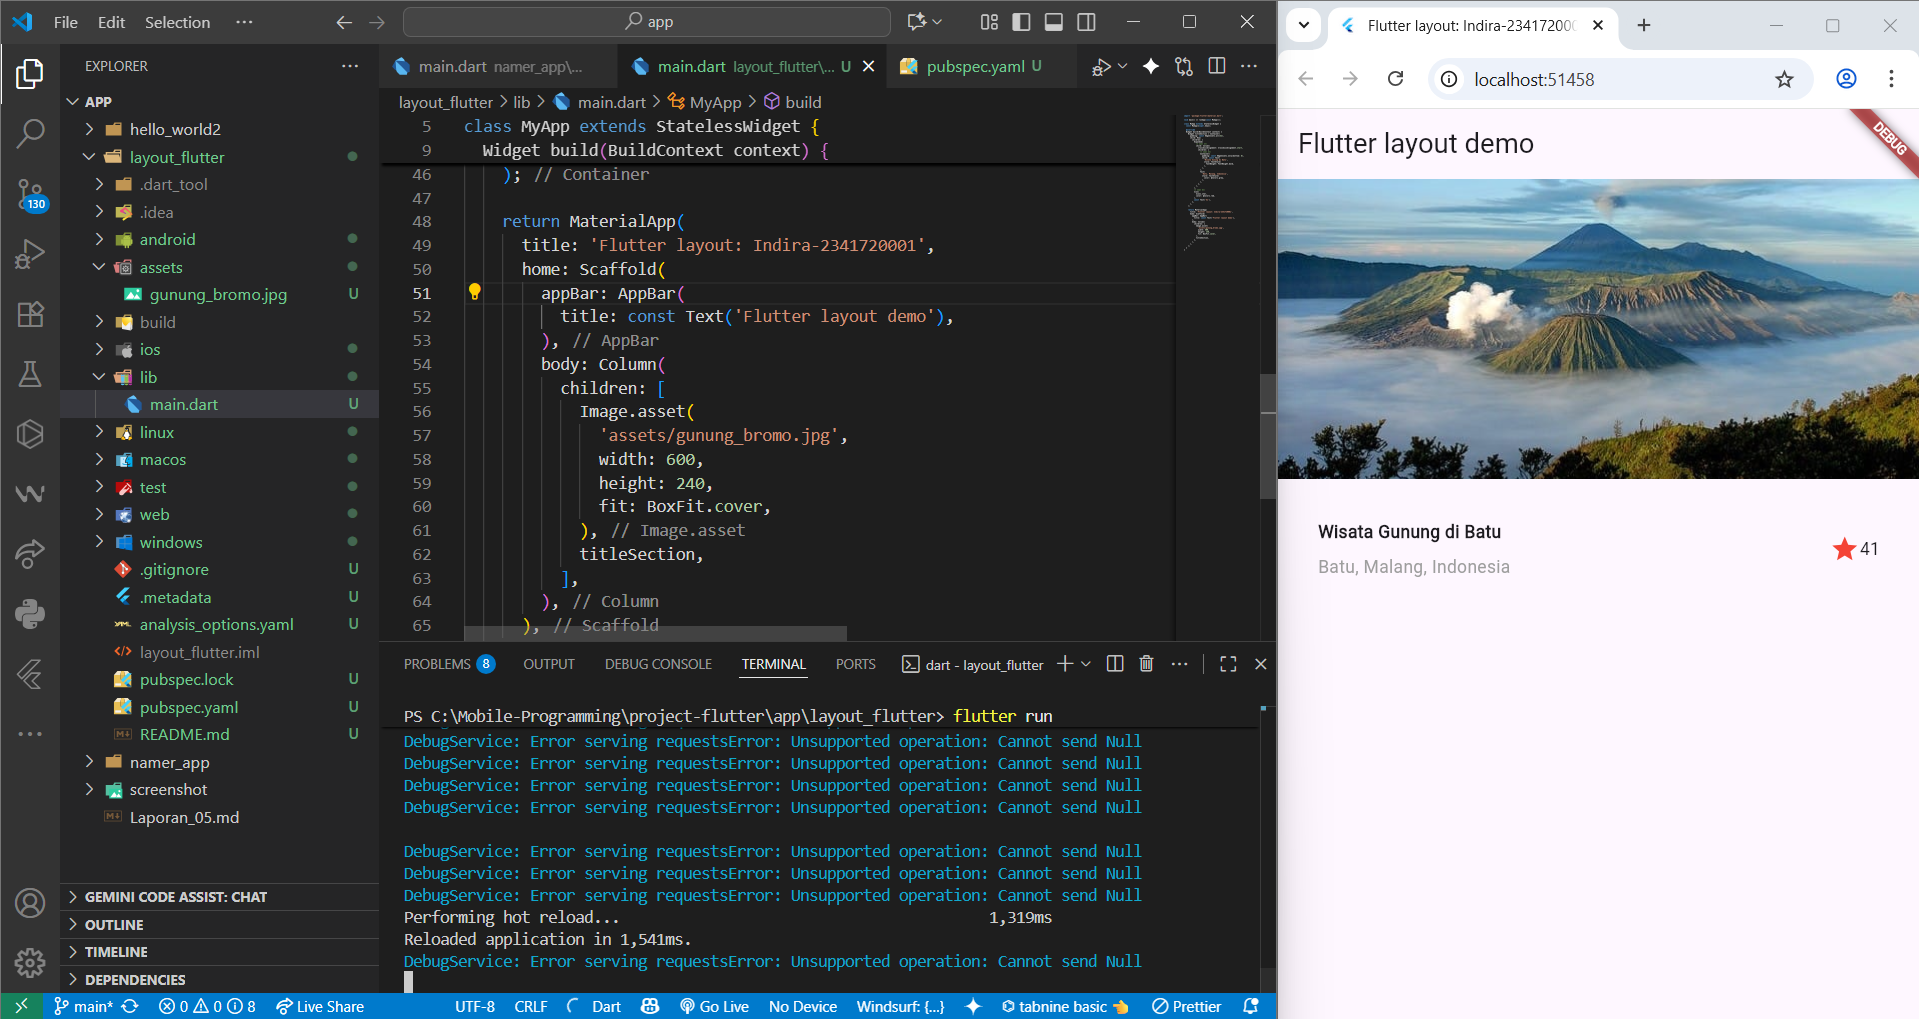 File Edit Selection ···
app
EXPLORER ···
APP
hello_world2
layout_flutter
.dart_tool
.idea
android
assets
gunung_bromo.jpg U
build
ios
lib
main.dart U
linux
macos
test
web
windows
.gitignore U
.metadata U
analysis_options.yaml U
layout_flutter.iml
pubspec.lock U
pubspec.yaml U
README.md U
namer_app
screenshot
Laporan_05.md
GEMINI CODE ASSIST: CHAT
OUTLINE
TIMELINE
DEPENDENCIES
130
main.dart namer_app\...
main.dart layout_flutter\... U
pubspec.yaml U
layout_flutter > lib > main.dart > MyApp > build
5 class MyApp extends StatelessWidget {
9 Widget build(BuildContext context) {
46 ); // Container
47
48 return MaterialApp(
49 title: 'Flutter layout: Indira-2341720001',
50 home: Scaffold(
51 appBar: AppBar(
52 title: const Text('Flutter layout demo'),
53 ), // AppBar
54 body: Column(
55 children: [
56 Image.asset(
57 'assets/gunung_bromo.jpg',
58 width: 600,
59 height: 240,
60 fit: BoxFit.cover,
61 ), // Image.asset
62 titleSection,
63 ],
64 ), // Column
65 ), // Scaffold
PROBLEMS 8 OUTPUT DEBUG CONSOLE TERMINAL PORTS dart - layout_flutter
PS C:\Mobile-Programming\project-flutter\app\layout_flutter> flutter run
DebugService: Error serving requestsError: Unsupported operation: Cannot send Null
DebugService: Error serving requestsError: Unsupported operation: Cannot send Null
DebugService: Error serving requestsError: Unsupported operation: Cannot send Null
DebugService: Error serving requestsError: Unsupported operation: Cannot send Null
DebugService: Error serving requestsError: Unsupported operation: Cannot send Null
DebugService: Error serving requestsError: Unsupported operation: Cannot send Null
DebugService: Error serving requestsError: Unsupported operation: Cannot send Null
Performing hot reload... 1,319ms
Reloaded application in 1,541ms.
DebugService: Error serving requestsError: Unsupported operation: Cannot send Null
main* 0 0 8 Live Share UTF-8 CRLF Dart Go Live No Device Windsurf: {...} tabnine basic Prettier
Flutter layout: Indira-2341720
localhost:51458
DEBUG
Flutter layout demo
Wisata Gunung di Batu
Batu, Malang, Indonesia
41